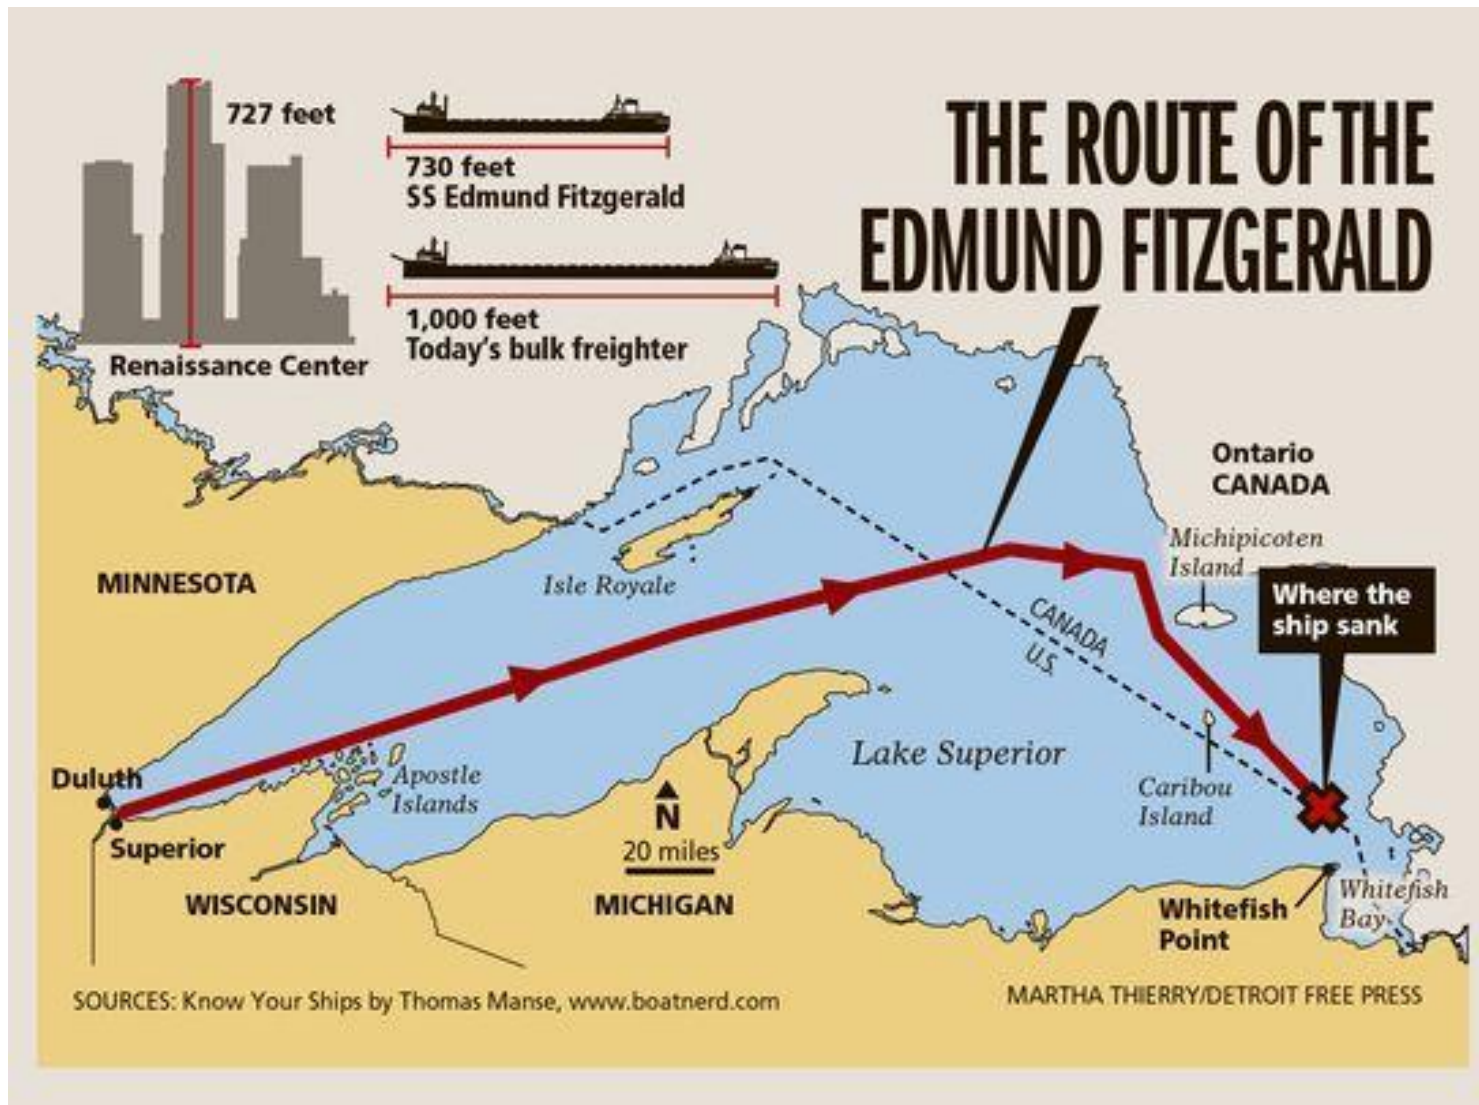 THE ROUTE OF THE
EDMUND FITZGERALD
727 feet
Renaissance Center
730 feet
SS Edmund Fitzgerald
1,000 feet
Today's bulk freighter
Ontario
CANADA
Michipicoten
Island
Where the
ship sank
MINNESOTA
Isle Royale
CANADA
U.S.
Lake Superior
Caribou
Island
Duluth
Superior
Apostle
Islands
N
20 miles
WISCONSIN
MICHIGAN
Whitefish
Point
Whitefish
Bay
SOURCES: Know Your Ships by Thomas Manse, www.boatnerd.com
MARTHA THIERRY/DETROIT FREE PRESS